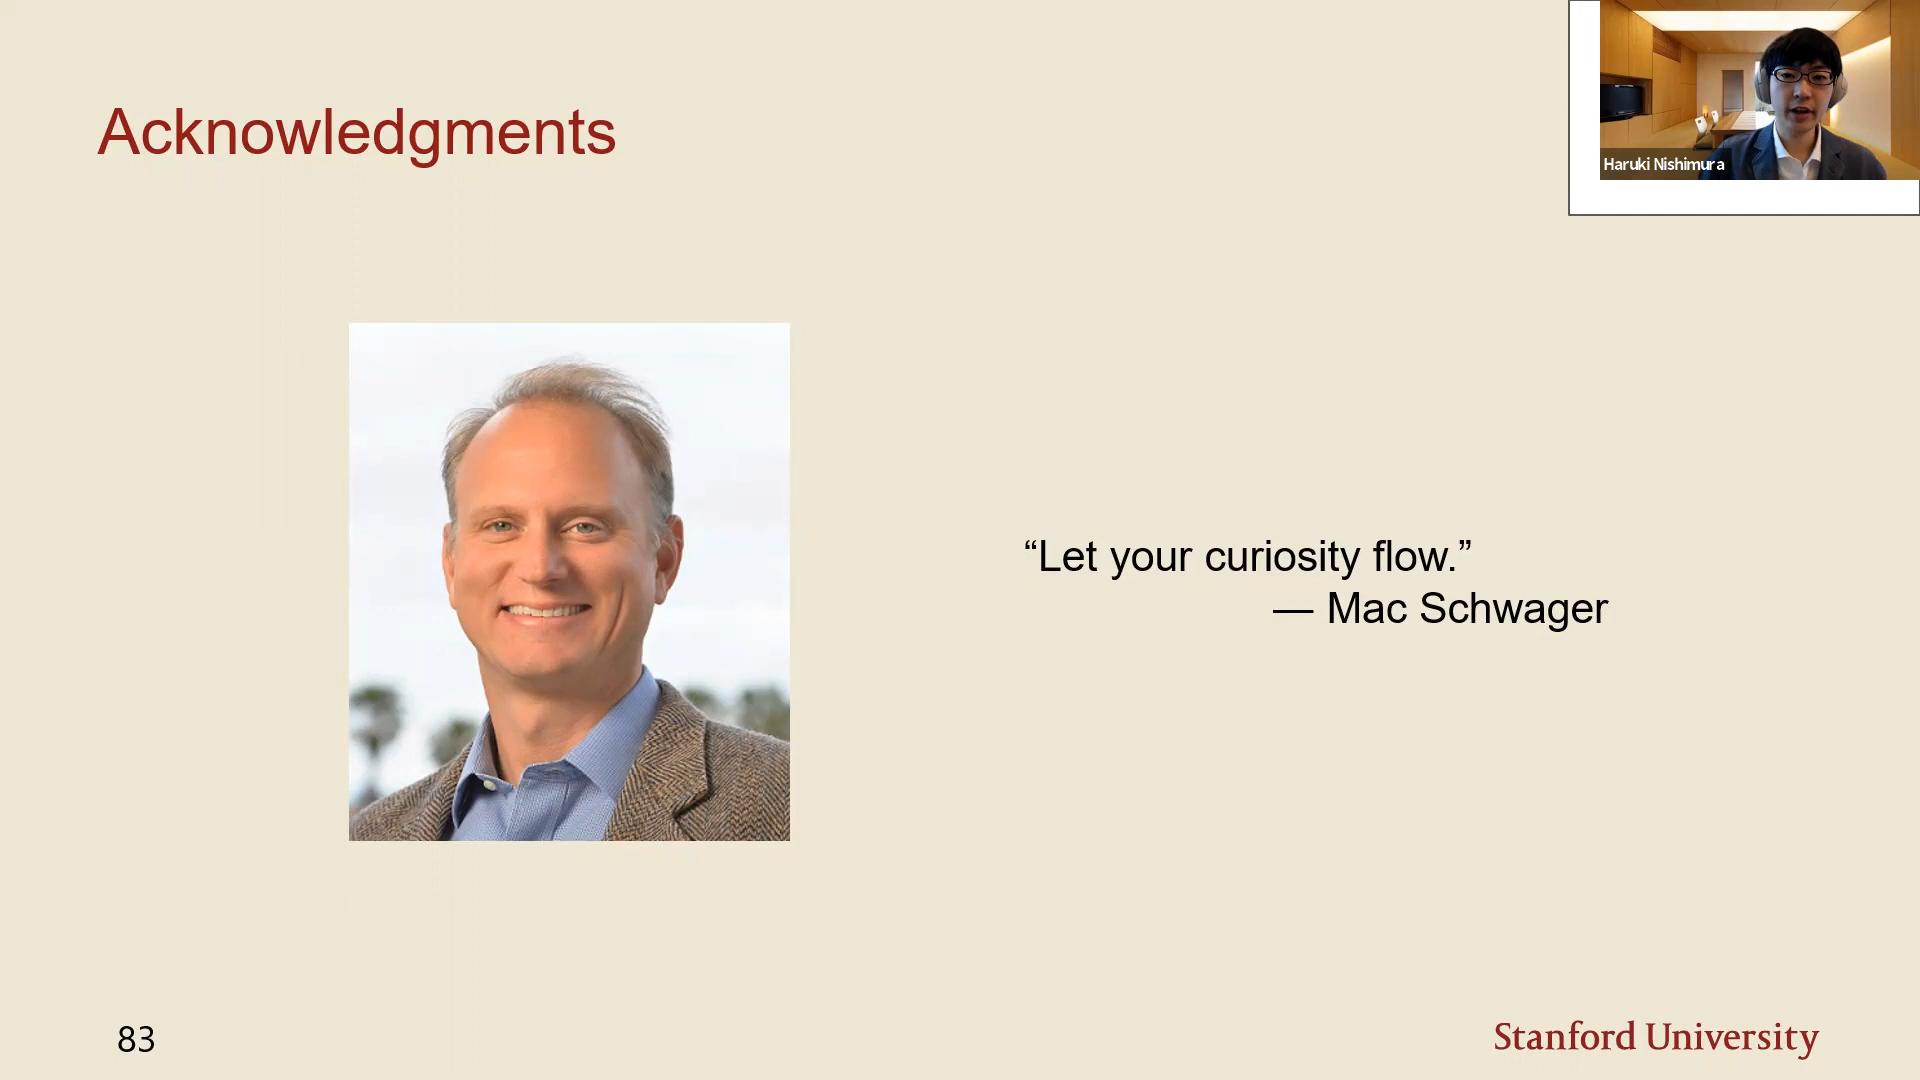 Acknowledgments
Haruki Nishimura
“Let your curiosity flow.”
— Mac Schwager
83
Stanford University